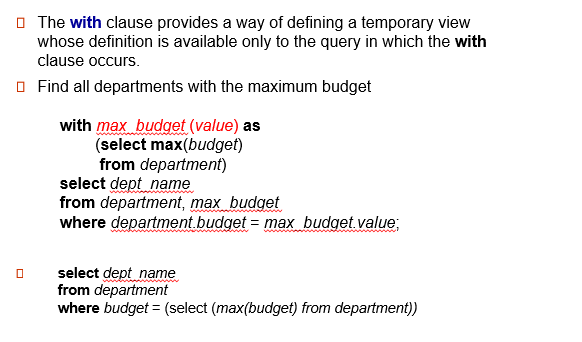 The with clause provides a way of defining a temporary view
whose definition is available only to the query in which the with
clause occurs.
Find all departments with the maximum budget
with max_budget (value) as
(select max(budget)
from department)
select dept_name
from department, max_budget
where department.budget = max_budget.value;
select dept_name
from department
where budget = (select (max(budget) from department))